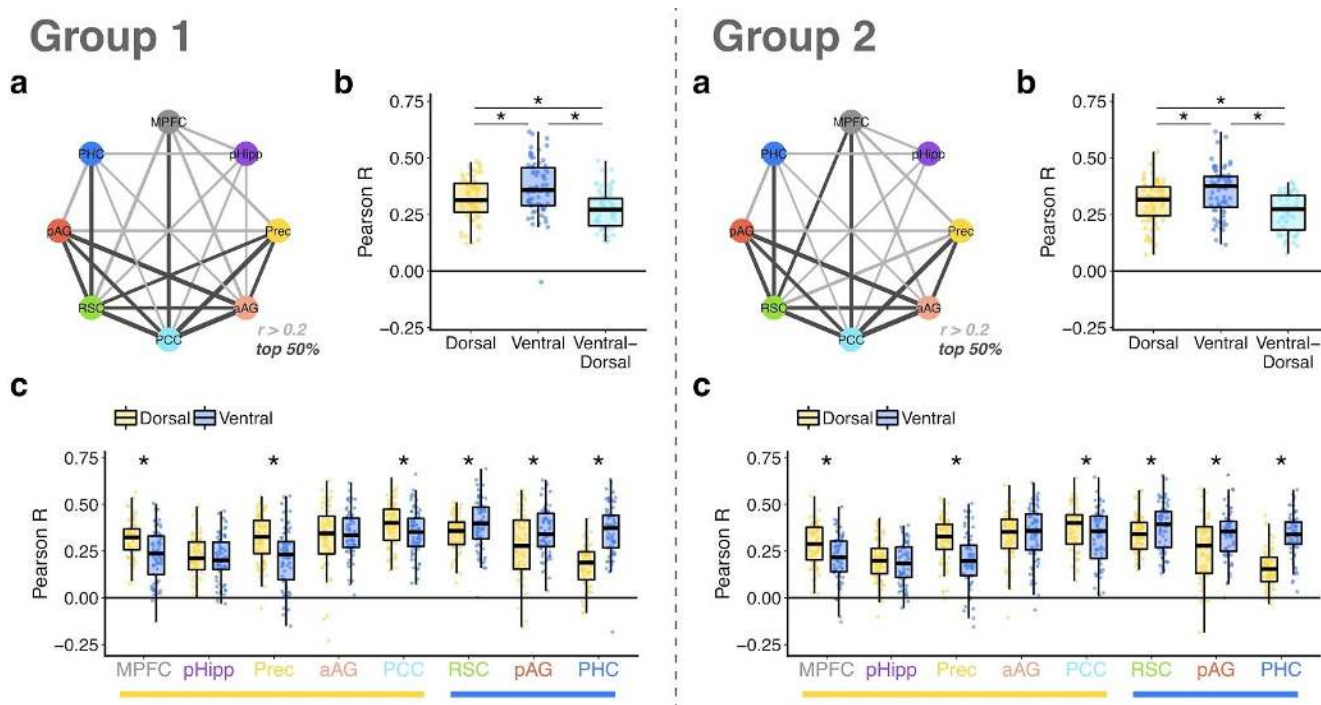 Group 1
a
MPFC
PHC
pHipp
pAG
Prec
RSC
aAG
PCC
r > 0.2
top 50%
b
Pearson R
0.75
0.50
0.25
0.00
−0.25
*
* *
Dorsal Ventral Ventral–
Dorsal
c
Dorsal Ventral
Pearson R
0.75
0.50
0.25
0.00
−0.25
* * * * * *
MPFC pHipp Prec aAG PCC RSC pAG PHC
Group 2
a
MPFC
PHC
pHipp
pAG
Prec
RSC
aAG
PCC
r > 0.2
top 50%
b
Pearson R
0.75
0.50
0.25
0.00
−0.25
*
* *
Dorsal Ventral Ventral–
Dorsal
c
Dorsal Ventral
Pearson R
0.75
0.50
0.25
0.00
−0.25
* * * * * *
MPFC pHipp Prec aAG PCC RSC pAG PHC